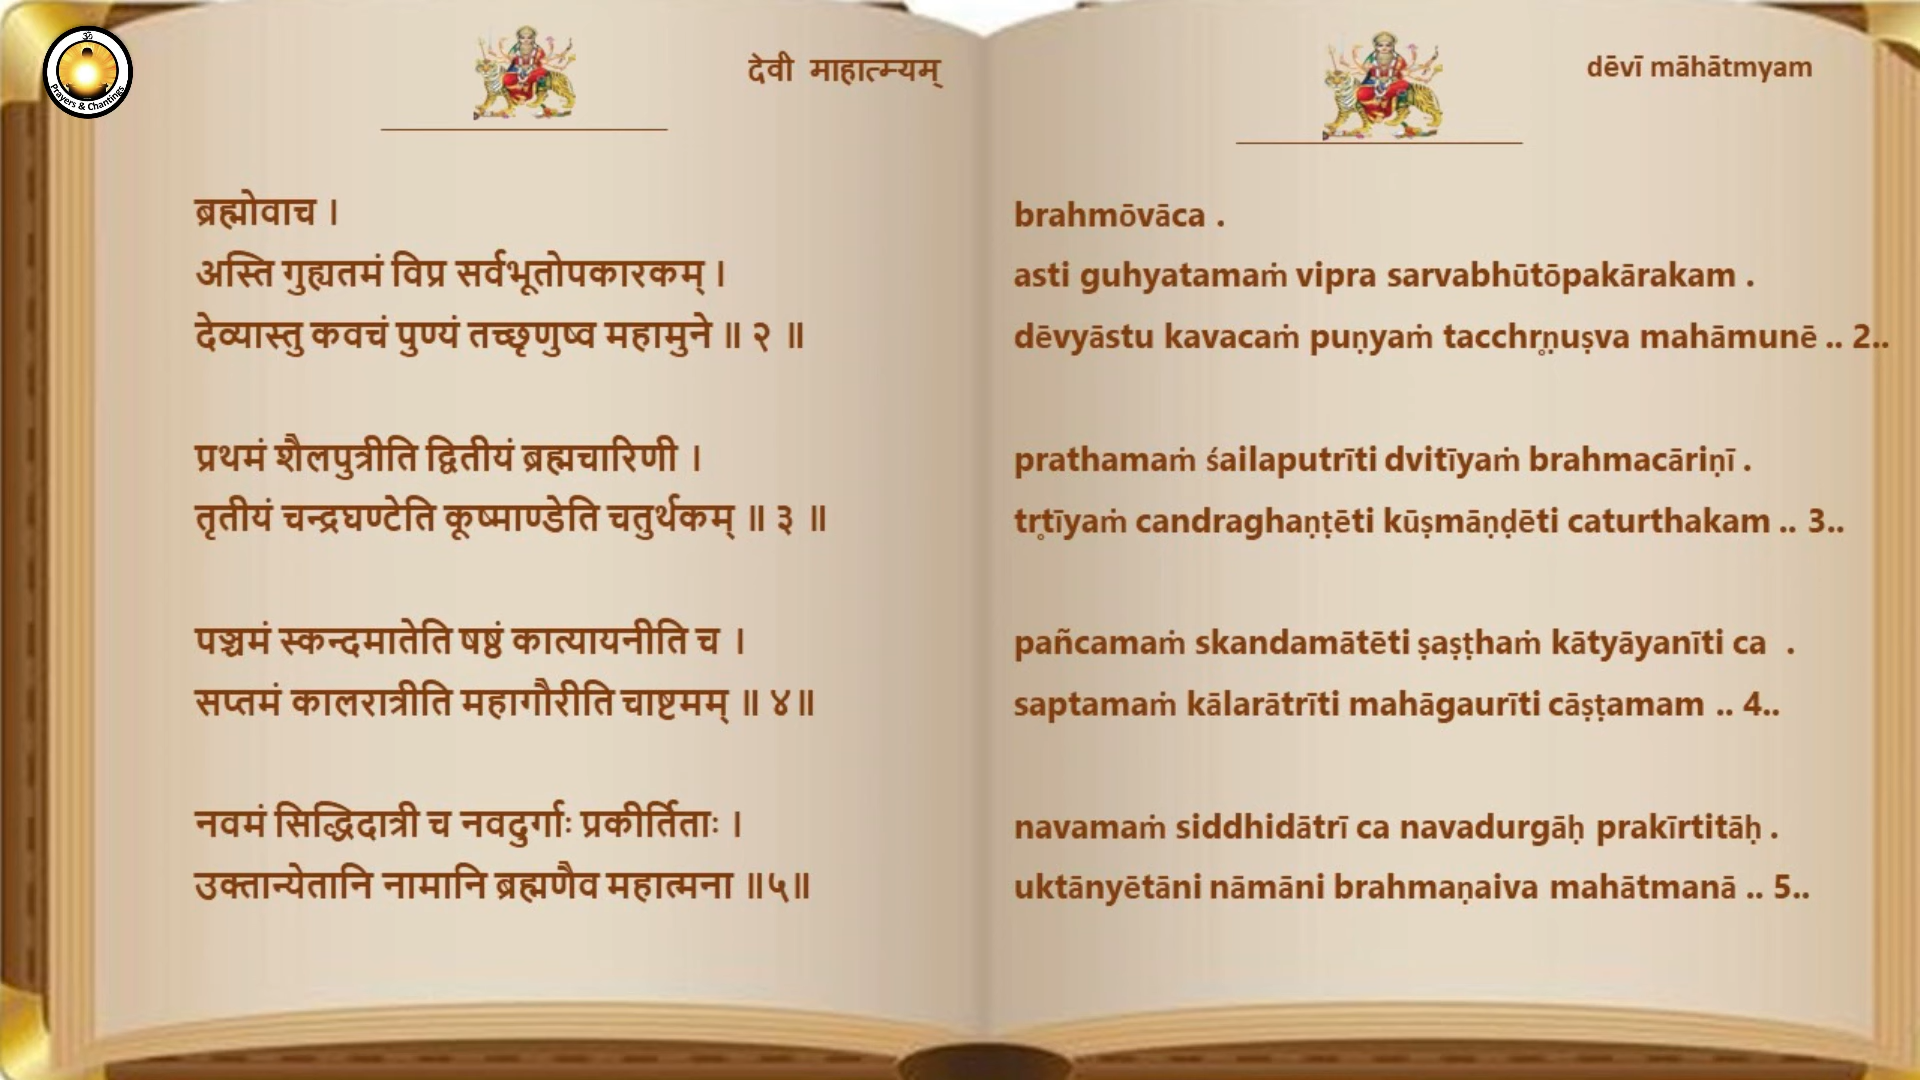 ॐ
Prayers & Chantings
देवी माहात्म्यम्
ब्रह्मोवाच ।
अस्ति गुह्यतमं विप्र सर्वभूतोपकारकम् ।
देव्यास्तु कवचं पुण्यं तच्छृणुष्व महामुने ॥ २ ॥
प्रथमं शैलपुत्रीति द्वितीयं ब्रह्मचारिणी ।
तृतीयं चन्द्रघण्टेति कूष्माण्डेति चतुर्थकम् ॥ ३ ॥
पञ्चमं स्कन्दमातेति षष्ठं कात्यायनीति च ।
सप्तमं कालरात्रीति महागौरीति चाष्टमम् ॥ ४॥
नवमं सिद्धिदात्री च नवदुर्गाः प्रकीर्तिताः ।
उक्तान्येतानि नामानि ब्रह्मणैव महात्मना ॥५॥
dēvī māhātmyam
brahmōvāca .
asti guhyatamaṁ vipra sarvabhūtōpakārakam .
dēvyāstu kavacaṁ puṇyaṁ tacchr̥ṇuṣva mahāmunē .. 2..
prathamaṁ śailaputrīti dvitīyaṁ brahmacāriṇī .
tr̥tīyaṁ candraghaṇṭēti kūṣmāṇḍēti caturthakam .. 3..
pañcamaṁ skandamātēti ṣaṣṭhaṁ kātyāyanīti ca .
saptamaṁ kālarātrīti mahāgaurīti cāṣṭamam .. 4..
navamaṁ siddhidātrī ca navadurgāḥ prakīrtitāḥ .
uktānyētāni nāmāni brahmaṇaiva mahātmanā .. 5..